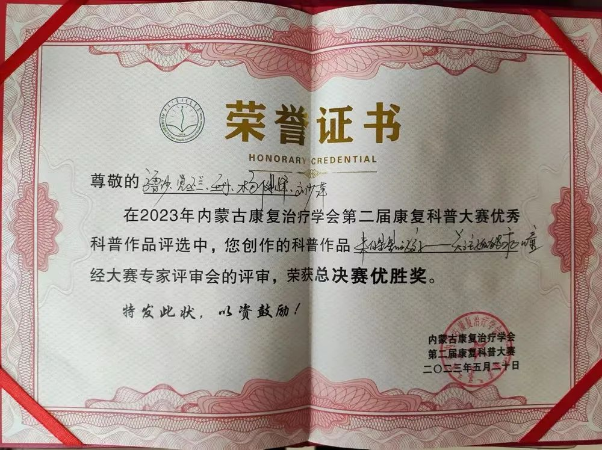 荣誉证书
HONORARY CREDENTIAL
尊敬的
在2023年内蒙古康复治疗学会第二届康复科普大赛优秀
科普作品评选中，您创作的科普作品
经大赛专家评审会的评审，荣获总决赛优胜奖。
特发此状，以资鼓励！
内蒙古康复治疗学会
第二届康复科普大赛
二〇二三年五月二十日